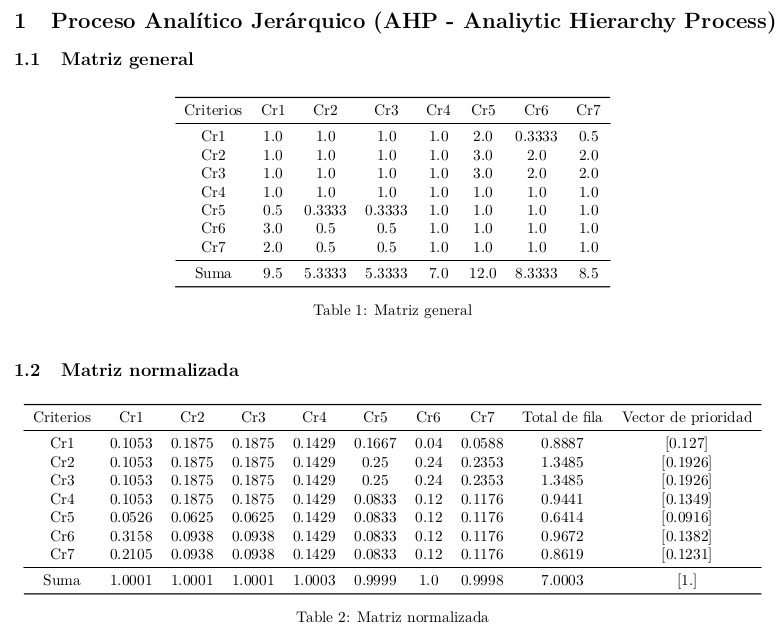 1 Proceso Analítico Jerárquico (AHP - Analiytic Hierarchy Process)
1.1 Matriz general
Criterios Cr1 Cr2 Cr3 Cr4 Cr5 Cr6 Cr7
Cr1 1.0 1.0 1.0 1.0 2.0 0.3333 0.5
Cr2 1.0 1.0 1.0 1.0 3.0 2.0 2.0
Cr3 1.0 1.0 1.0 1.0 3.0 2.0 2.0
Cr4 1.0 1.0 1.0 1.0 1.0 1.0 1.0
Cr5 0.5 0.3333 0.3333 1.0 1.0 1.0 1.0
Cr6 3.0 0.5 0.5 1.0 1.0 1.0 1.0
Cr7 2.0 0.5 0.5 1.0 1.0 1.0 1.0
Suma 9.5 5.3333 5.3333 7.0 12.0 8.3333 8.5
Table 1: Matriz general
1.2 Matriz normalizada
Criterios Cr1 Cr2 Cr3 Cr4 Cr5 Cr6 Cr7 Total de fila Vector de prioridad
Cr1 0.1053 0.1875 0.1875 0.1429 0.1667 0.04 0.0588 0.8887 [0.127]
Cr2 0.1053 0.1875 0.1875 0.1429 0.25 0.24 0.2353 1.3485 [0.1926]
Cr3 0.1053 0.1875 0.1875 0.1429 0.25 0.24 0.2353 1.3485 [0.1926]
Cr4 0.1053 0.1875 0.1875 0.1429 0.0833 0.12 0.1176 0.9441 [0.1349]
Cr5 0.0526 0.0625 0.0625 0.1429 0.0833 0.12 0.1176 0.6414 [0.0916]
Cr6 0.3158 0.0938 0.0938 0.1429 0.0833 0.12 0.1176 0.9672 [0.1382]
Cr7 0.2105 0.0938 0.0938 0.1429 0.0833 0.12 0.1176 0.8619 [0.1231]
Suma 1.0001 1.0001 1.0001 1.0003 0.9999 1.0 0.9998 7.0003 [1.]
Table 2: Matriz normalizada